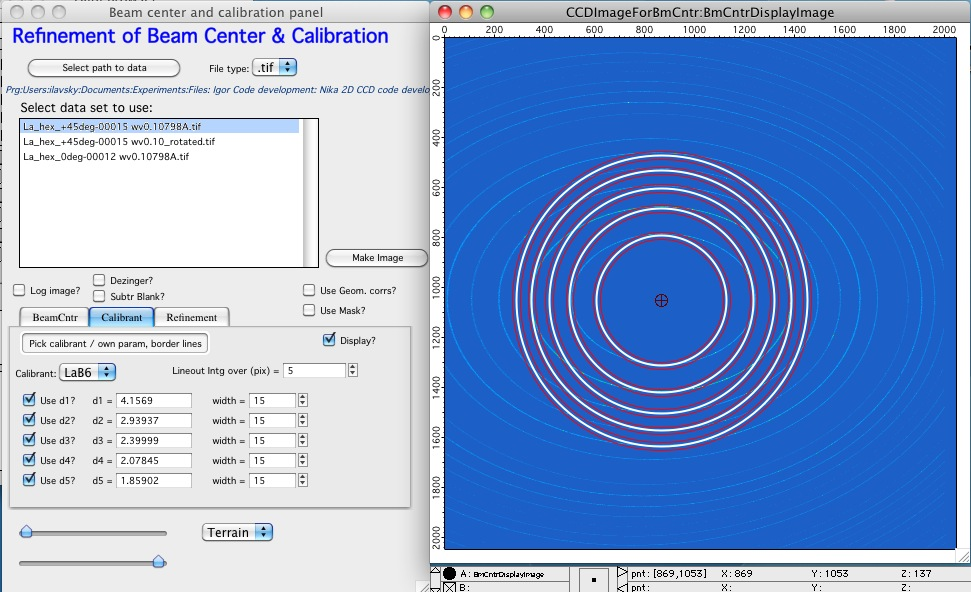 Beam center and calibration panel
Refinement of Beam Center & Calibration
Select path to data
File type: .tif
Prg:Users:ilavsky:Documents:Experiments:Files: Igor Code development: Nika 2D CCD code develo
Select data set to use:
La_hex_+45deg-00015 wv0.10798A.tif
La_hex_+45deg-00015 wv0.10_rotated.tif
La_hex_0deg-00012 wv0.10798A.tif
Make Image
Log image?
Dezinger?
Subtr Blank?
Use Geom. corrs?
Use Mask?
BeamCntr Calibrant Refinement
Pick calibrant / own param, border lines
Display?
Calibrant: LaB6
Lineout Intg over (pix) = 5
Use d1? d1 = 4.1569 width = 15
Use d2? d2 = 2.93937 width = 15
Use d3? d3 = 2.39999 width = 15
Use d4? d4 = 2.07845 width = 15
Use d5? d5 = 1.85902 width = 15
Terrain
CCDImageForBmCntr:BmCntrDisplayImage
0 200 400 600 800 1000 1200 1400 1600 1800 2000
0
200
400
600
800
1000
1200
1400
1600
1800
2000
A: BmCntrDisplayImage pnt: [869,1053] X: 869 Y: 1053 Z: 137
B: pnt: X: Y: Z: